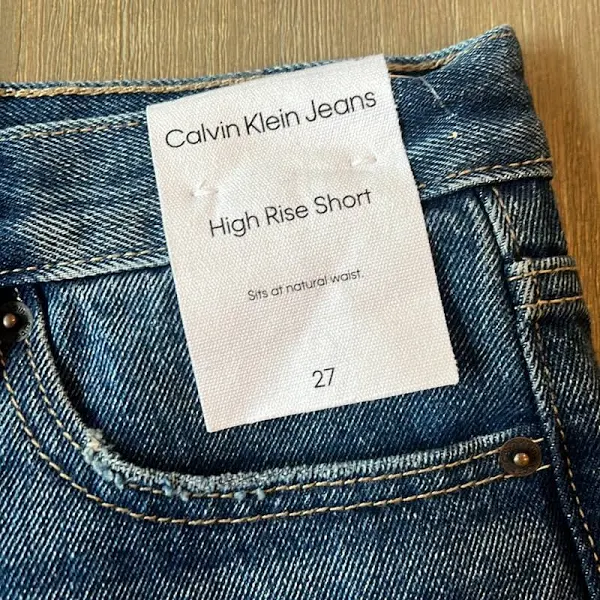 Calvin Klein Jeans
High Rise Short
Sits at natural waist.
27